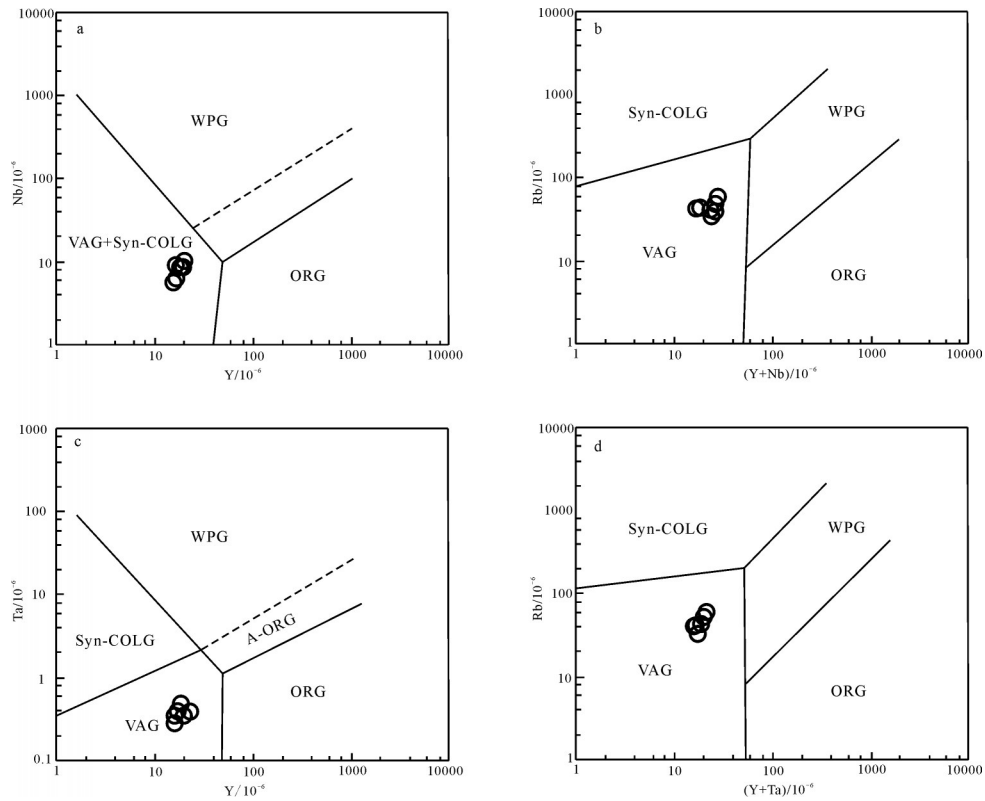 a
10000
1000
100
10
1
Nb/10⁻⁶
WPG
VAG+Syn-COLG
ORG
1 10 100 1000 10000
Y/10⁻⁶
b
10000
1000
100
10
1
Rb/10⁻⁶
Syn-COLG
WPG
VAG
ORG
1 10 100 1000 10000
(Y+Nb)/10⁻⁶
c
1000
100
10
1
0.1
Ta/10⁻⁶
WPG
Syn-COLG
A-ORG
VAG
ORG
1 10 100 1000 10000
Y/10⁻⁶
d
10000
1000
100
10
1
Rb/10⁻⁶
Syn-COLG
WPG
VAG
ORG
1 10 100 1000 10000
(Y+Ta)/10⁻⁶